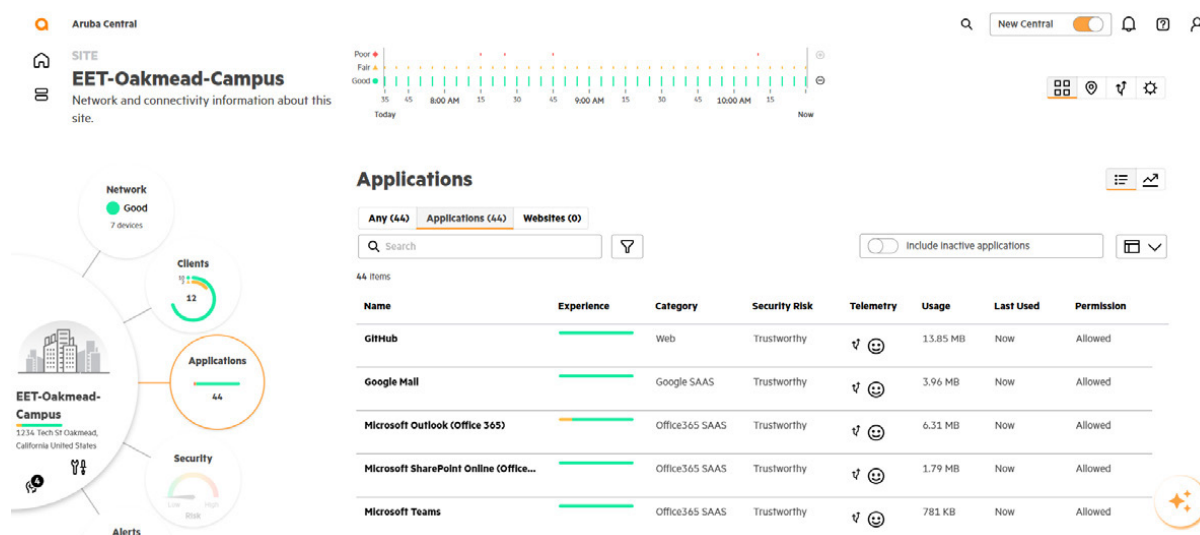 Aruba Central
New Central
SITE
EET-Oakmead-Campus
Network and connectivity information about this
site.
Poor
Fair
Good
35 45 8:00 AM 15 30 45 9:00 AM 15 30 45 10:00 AM 15
Today Now
Network
Good
7 devices
Clients
12
Applications
44
EET-Oakmead-
Campus
1234 Tech St Oakmead,
California United States
4
Security
Low High
Risk
Alerts
Applications
Any (44) Applications (44) Websites (0)
Search
Include inactive applications
44 items
Name Experience Category Security Risk Telemetry Usage Last Used Permission
GitHub Web Trustworthy 13.85 MB Now Allowed
Google Mail Google SAAS Trustworthy 3.96 MB Now Allowed
Microsoft Outlook (Office 365) Office365 SAAS Trustworthy 6.31 MB Now Allowed
Microsoft SharePoint Online (Office... Office365 SAAS Trustworthy 1.79 MB Now Allowed
Microsoft Teams Office365 SAAS Trustworthy 781 KB Now Allowed